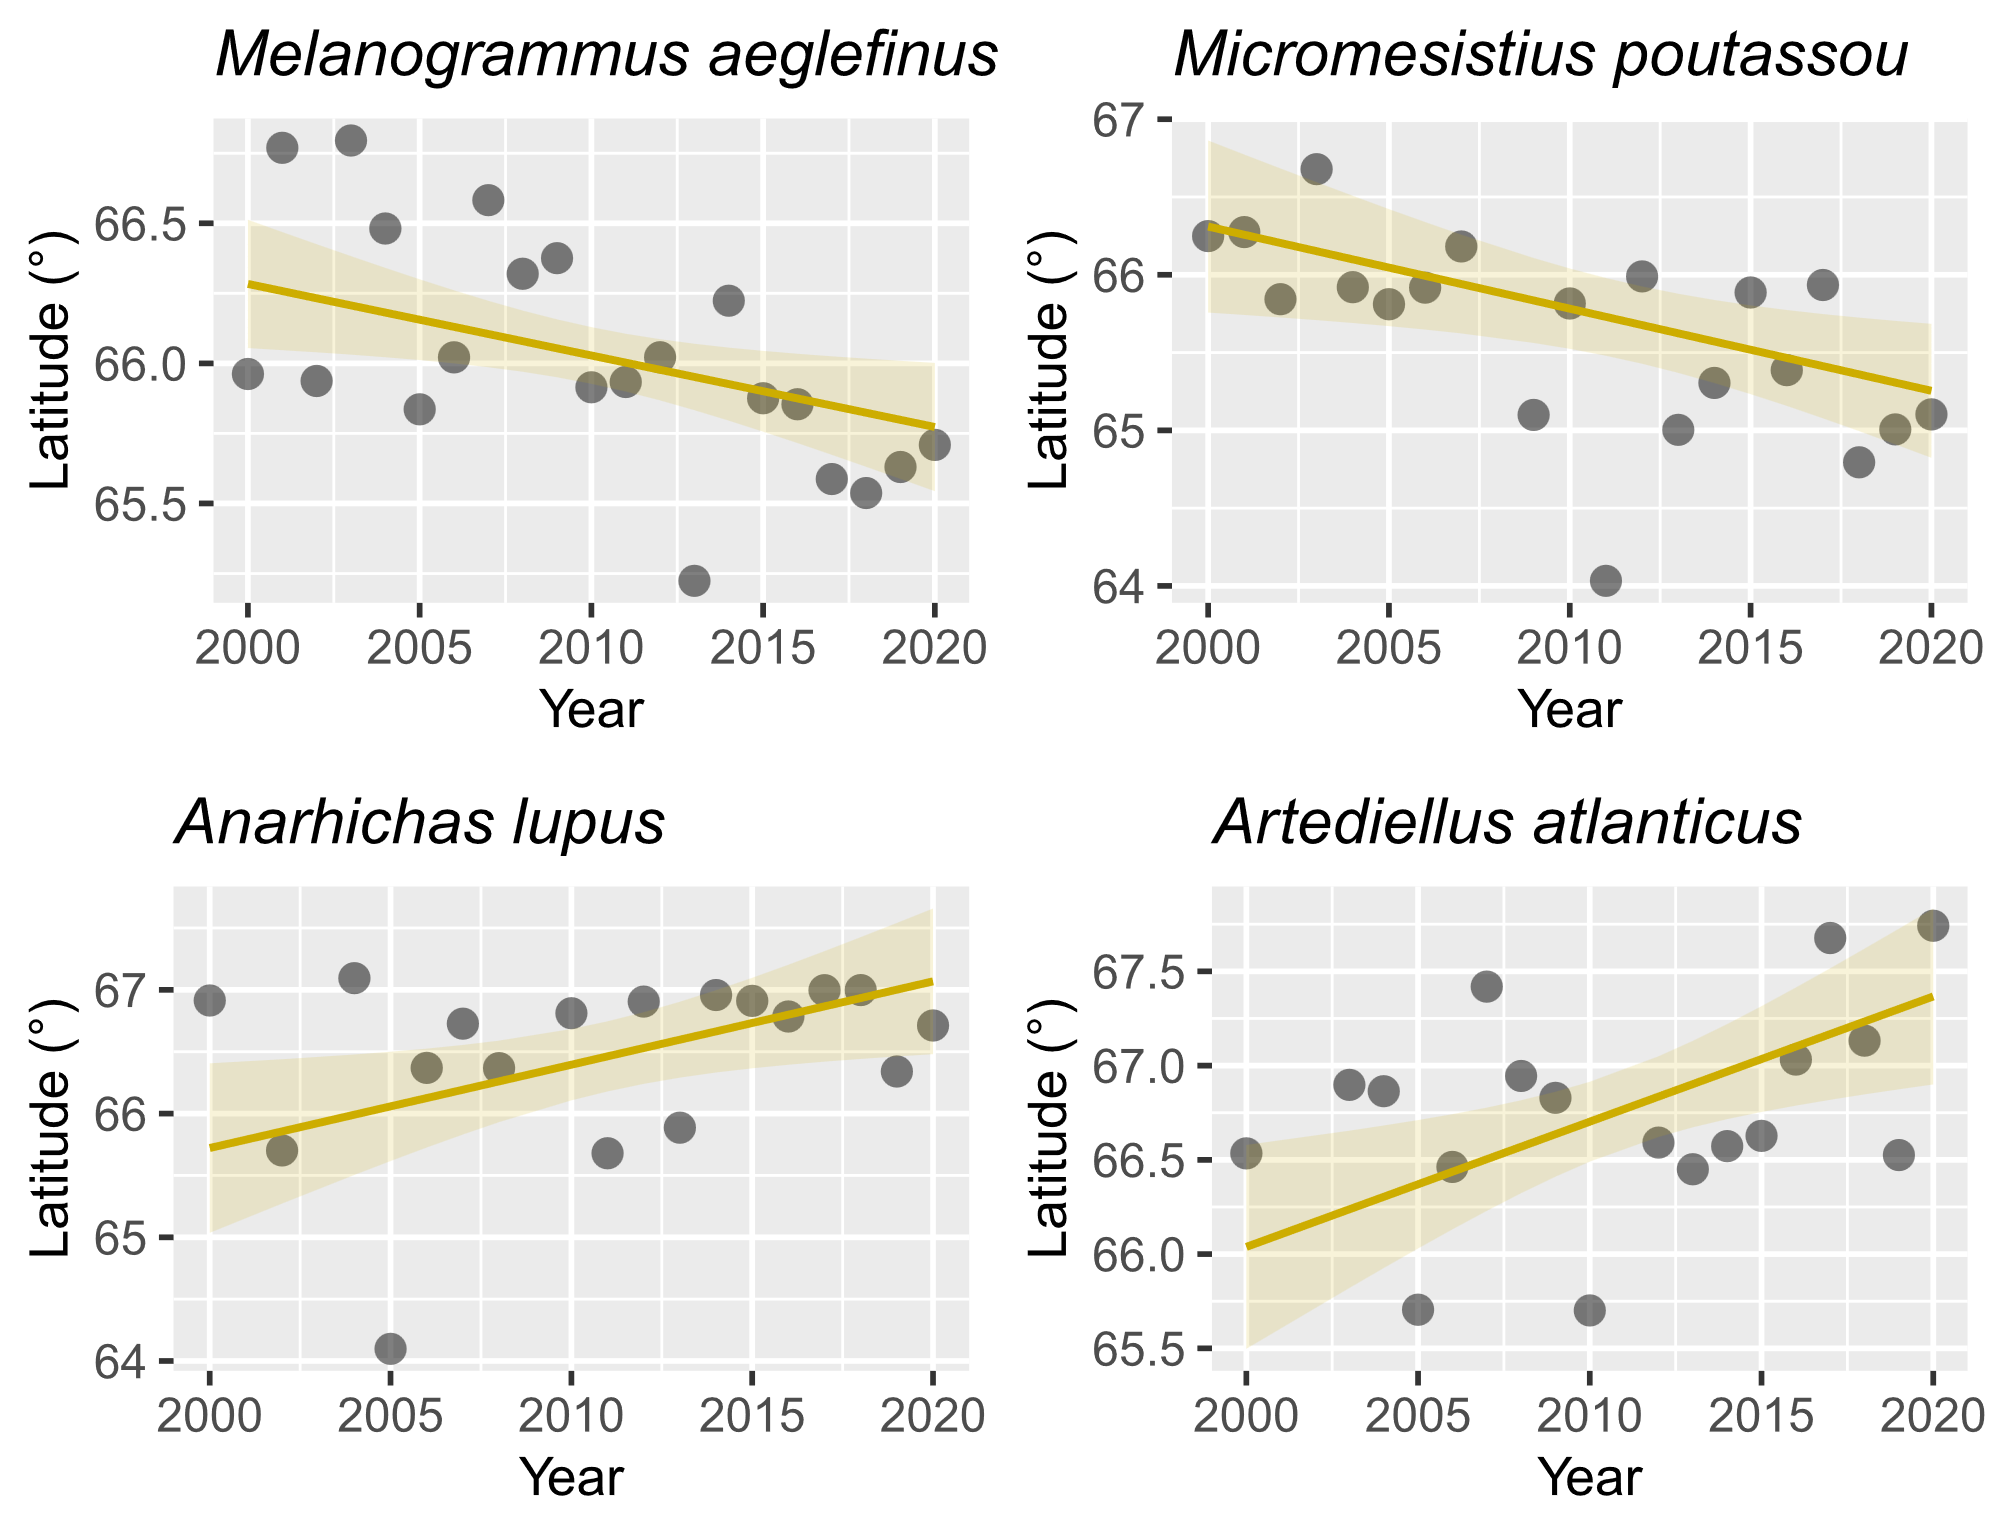 Melanogrammus aeglefinus
Latitude (°)
66.5
66.0
65.5
2000 2005 2010 2015 2020
Year
Micromesistius poutassou
Latitude (°)
67
66
65
64
2000 2005 2010 2015 2020
Year
Anarhichas lupus
Latitude (°)
67
66
65
64
2000 2005 2010 2015 2020
Year
Artediellus atlanticus
Latitude (°)
67.5
67.0
66.5
66.0
65.5
2000 2005 2010 2015 2020
Year